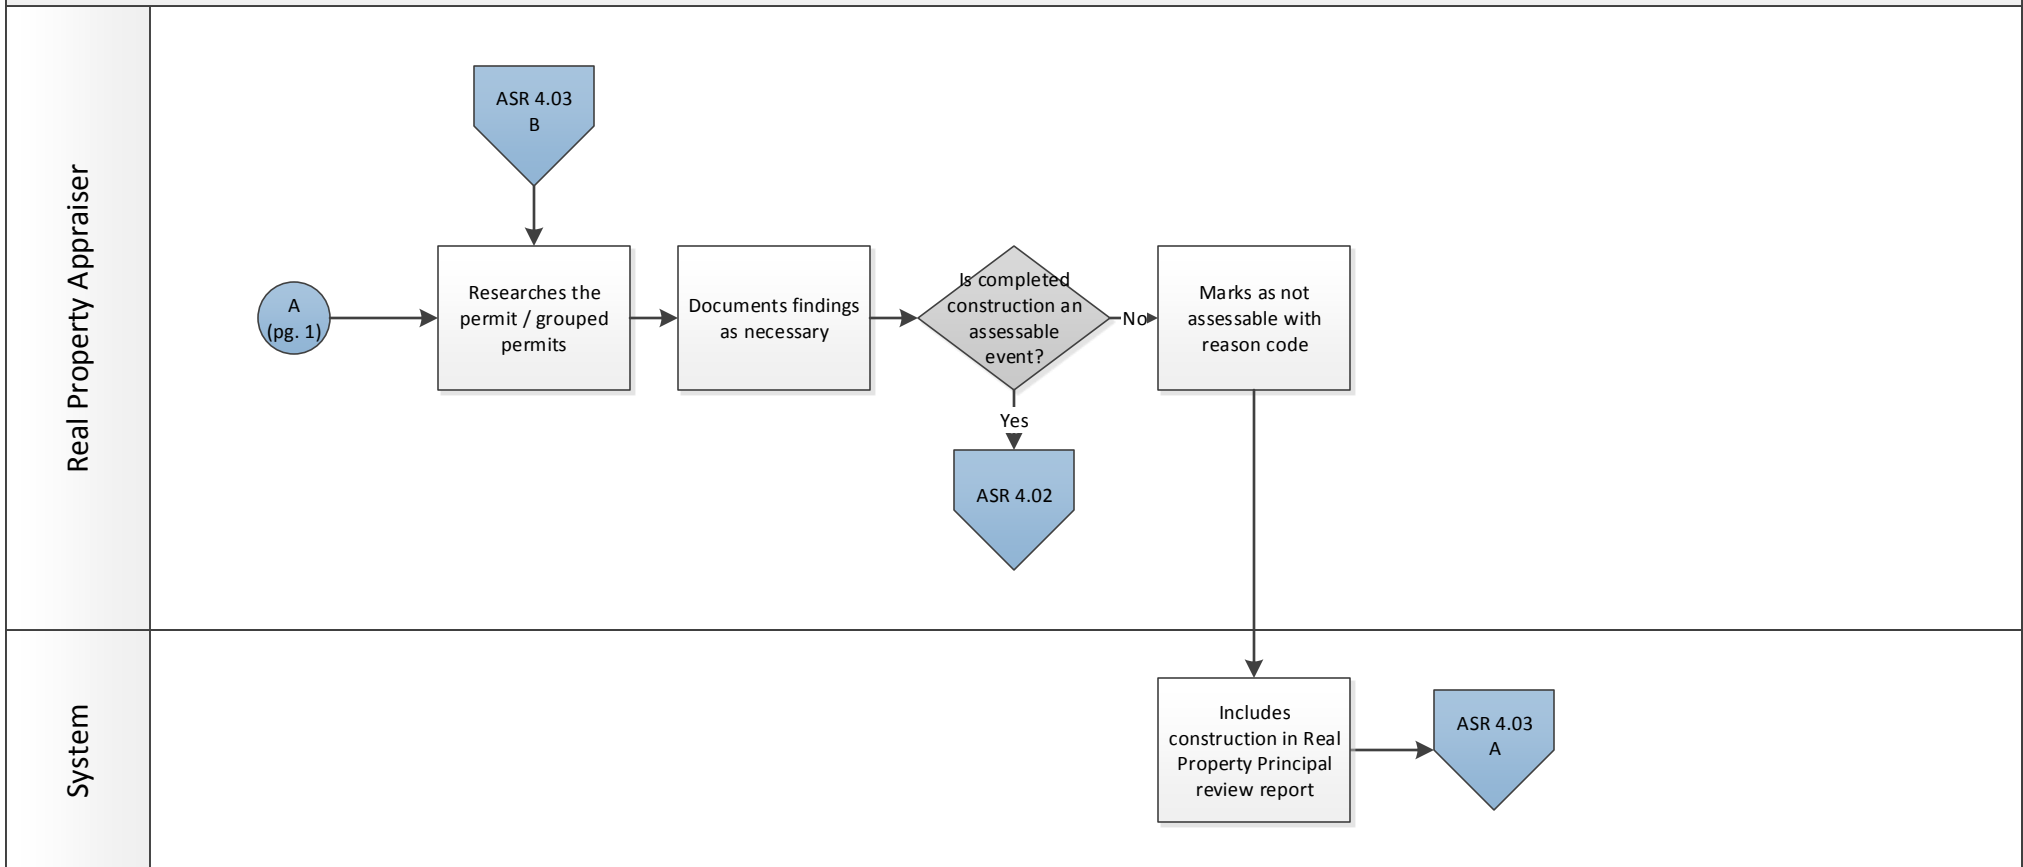 Real Property Appraiser
ASR 4.03
B
A
(pg. 1)
Researches the
permit / grouped
permits
Documents findings
as necessary
Is completed
construction an
assessable
event?
No
Marks as not
assessable with
reason code
Yes
ASR 4.02
System
Includes
construction in Real
Property Principal
review report
ASR 4.03
A